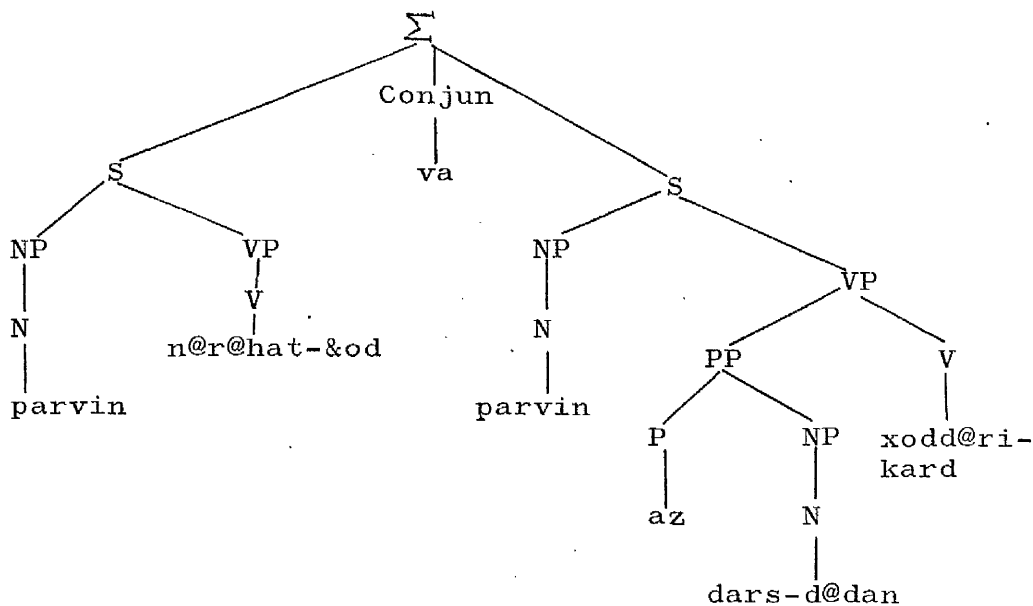 Σ
Conjun
va
S
S
NP
VP
NP
VP
N
V
n@r@hat-&od
N
PP
V
parvin
parvin
P
NP
xodd@ri-
kard
az
N
dars-d@dan